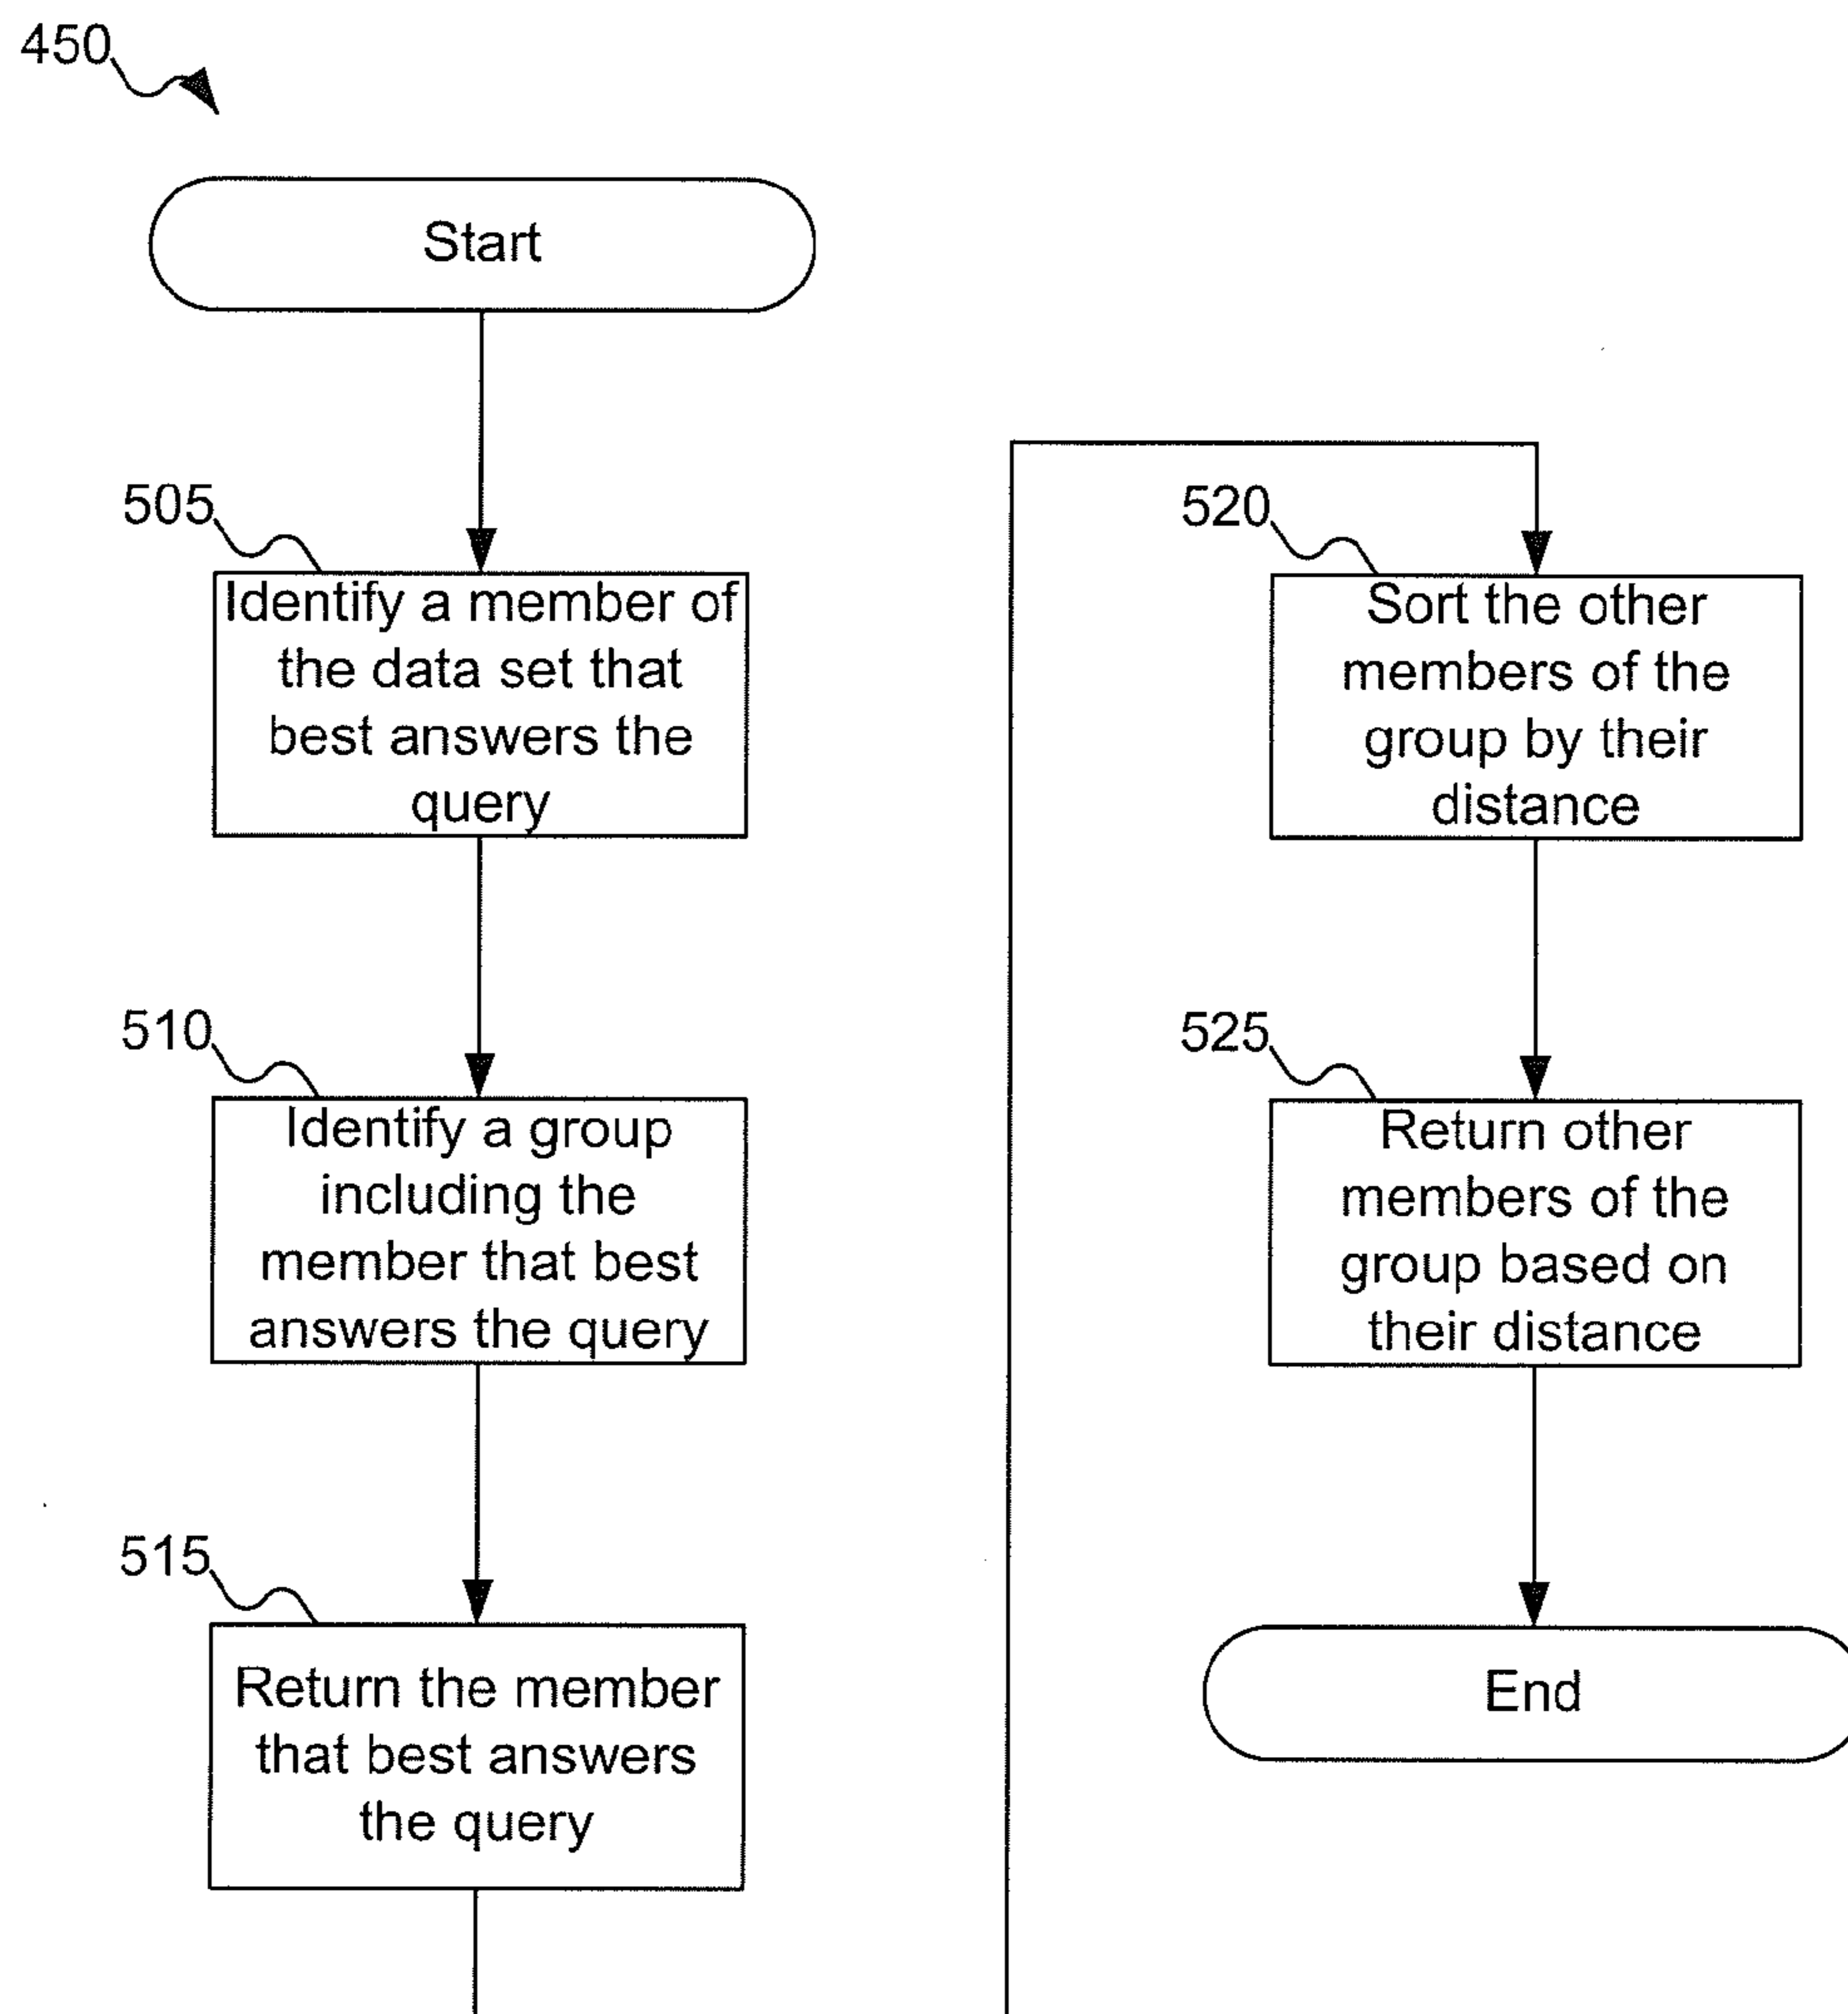 450
Start
505
Identify a member of
the data set that
best answers the
query
510
Identify a group
including the
member that best
answers the query
515
Return the member
that best answers
the query
520
Sort the other
members of the
group by their
distance
525
Return other
members of the
group based on
their distance
End